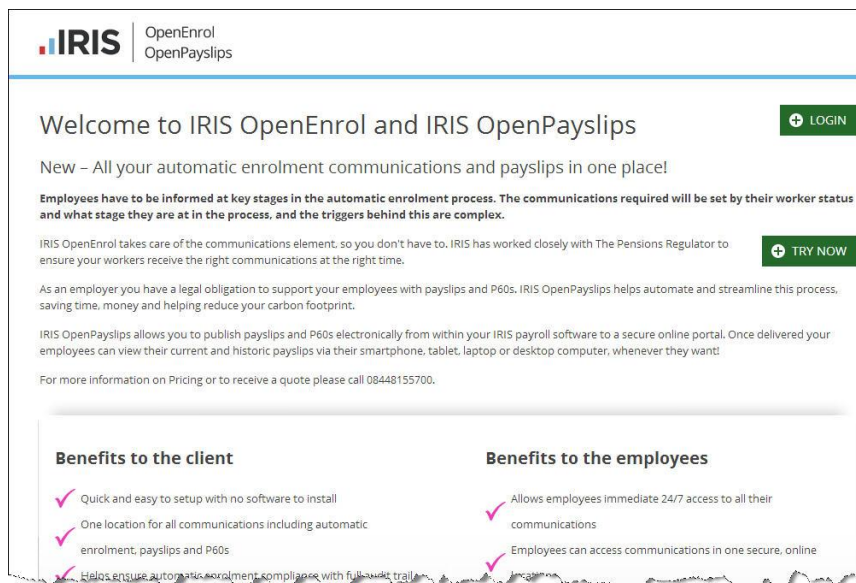 IRIS
OpenEnrol
OpenPayslips
Welcome to IRIS OpenEnrol and IRIS OpenPayslips
LOGIN
New – All your automatic enrolment communications and payslips in one place!
Employees have to be informed at key stages in the automatic enrolment process. The communications required will be set by their worker status
and what stage they are at in the process, and the triggers behind this are complex.
IRIS OpenEnrol takes care of the communications element, so you don't have to. IRIS has worked closely with The Pensions Regulator to
ensure your workers receive the right communications at the right time.
TRY NOW
As an employer you have a legal obligation to support your employees with payslips and P60s. IRIS OpenPayslips helps automate and streamline this process,
saving time, money and helping reduce your carbon footprint.
IRIS OpenPayslips allows you to publish payslips and P60s electronically from within your IRIS payroll software to a secure online portal. Once delivered your
employees can view their current and historic payslips via their smartphone, tablet, laptop or desktop computer, whenever they want!
For more information on Pricing or to receive a quote please call 08448155700.
Benefits to the client
Quick and easy to setup with no software to install
One location for all communications including automatic
enrolment, payslips and P60s
Helps ensure automatic enrolment compliance with full audit trail
Benefits to the employees
Allows employees immediate 24/7 access to all their
communications
Employees can access communications in one secure, online